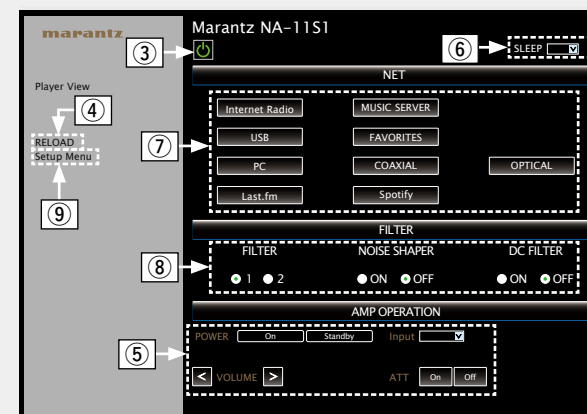 marantz
Marantz NA-11S1
③
⑥
SLEEP
NET
Player View
④
Internet Radio
MUSIC SERVER
RELOAD
USB
FAVORITES
⑦
Setup Menu
PC
COAXIAL
OPTICAL
Last.fm
Spotify
⑨
FILTER
FILTER
NOISE SHAPER
DC FILTER
⑧
1 2
ON OFF
ON OFF
AMP OPERATION
POWER On Standby Input
⑤
< VOLUME >
ATT On Off